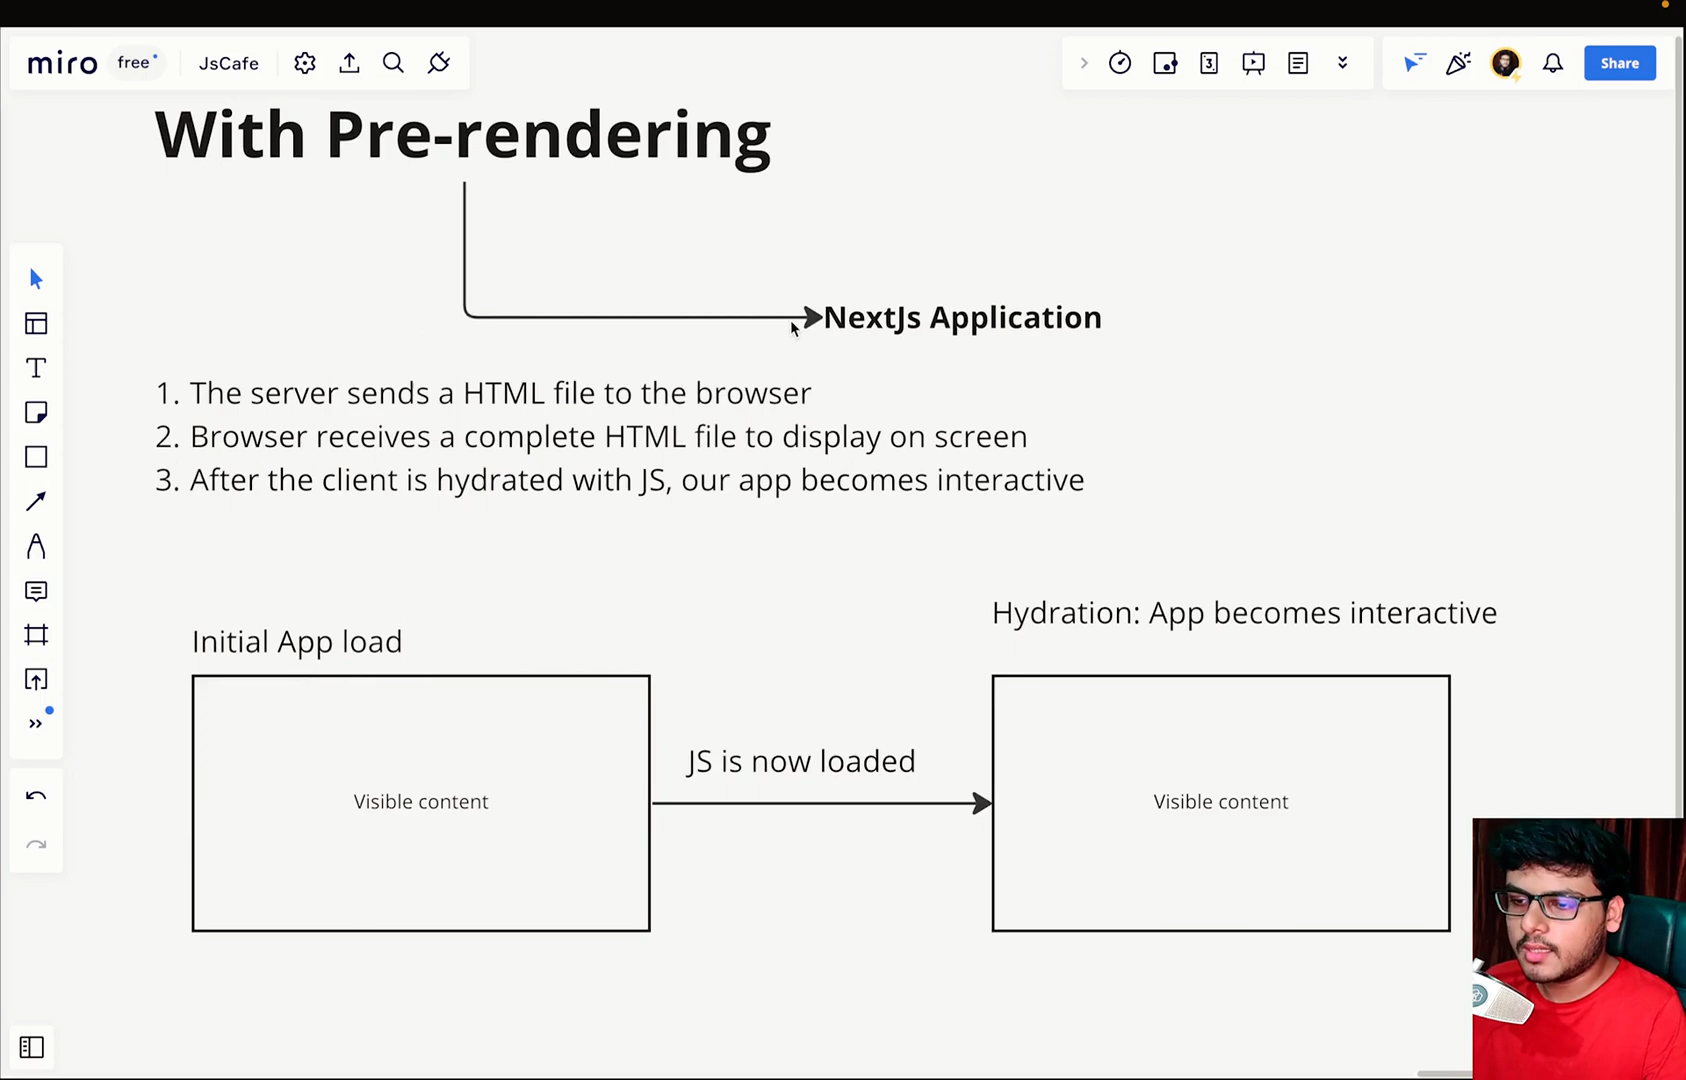 miro free JsCafe
3
Share
With Pre-rendering
NextJs Application
1. The server sends a HTML file to the browser
2. Browser receives a complete HTML file to display on screen
3. After the client is hydrated with JS, our app becomes interactive
Hydration: App becomes interactive
Initial App load
JS is now loaded
Visible content
Visible content